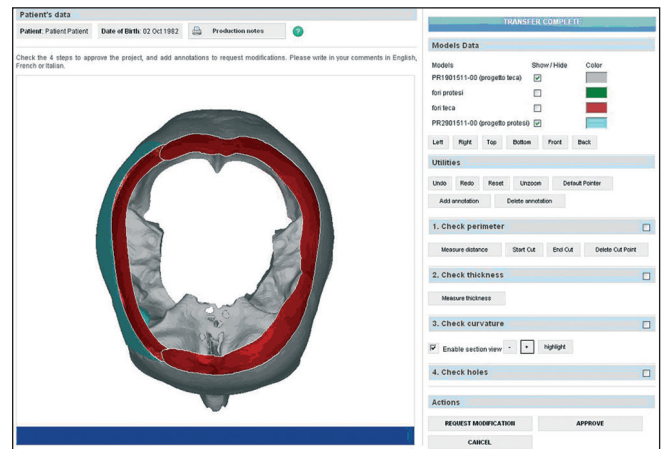 Patient's data
Patient: Patient Patient Date of Birth: 02 Oct 1982 Production notes ?
Check the 4 steps to approve the project, and add annotations to request modifications. Please write in your comments in English,
French or Italian.
TRANSFER COMPLETE
Models Data
Models Show / Hide Color
PR1901511-00 (progetto teca)
fori protesi
fori teca
PR2901511-00 (progetto protesi)
Left Right Top Bottom Front Back
Utilities
Undo Redo Reset Unzoom Default Pointer
Add annotation Delete annotation
1. Check perimeter
Measure distance Start Cut End Cut Delete Cut Point
2. Check thickness
Measure thickness
3. Check curvature
Enable section view - + highlight
4. Check holes
Actions
REQUEST MODIFICATION APPROVE
CANCEL